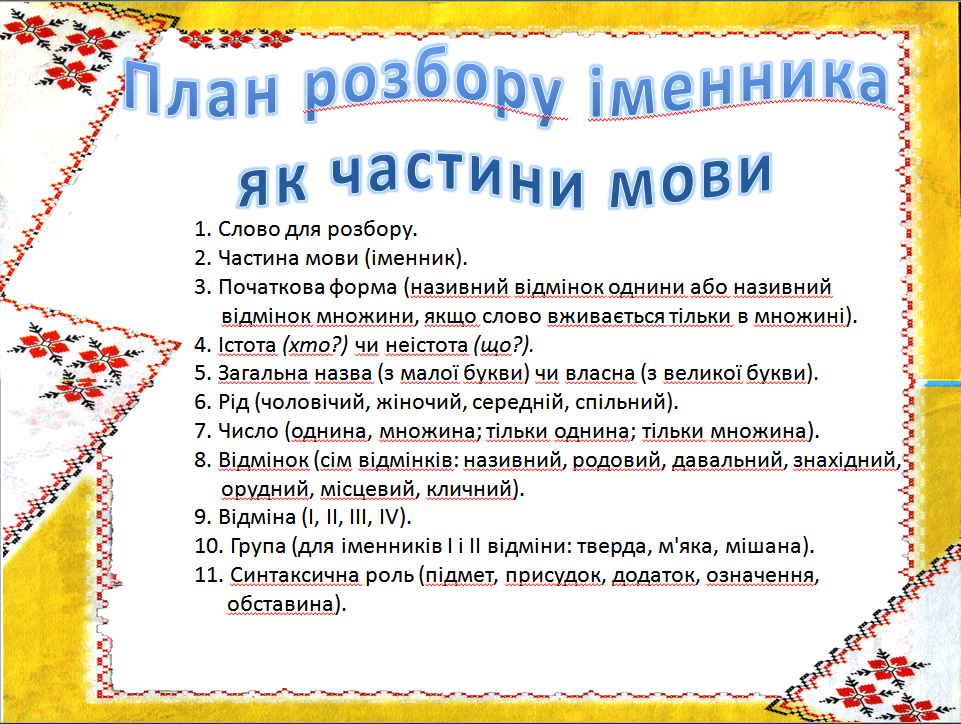 План розбору іменника
як частини мови
1. Слово для розбору.
2. Частина мови (іменник).
3. Початкова форма (називний відмінок однини або називний
відмінок множини, якщо слово вживається тільки в множині).
4. Істота (хто?) чи неістота (що?).
5. Загальна назва (з малої букви) чи власна (з великої букви).
6. Рід (чоловічий, жіночий, середній, спільний).
7. Число (однина, множина; тільки однина; тільки множина).
8. Відмінок (сім відмінків: називний, родовий, давальний, знахідний,
орудний, місцевий, кличний).
9. Відміна (I, II, III, IV).
10. Група (для іменників I і II відміни: тверда, м'яка, мішана).
11. Синтаксична роль (підмет, присудок, додаток, означення,
обставина).